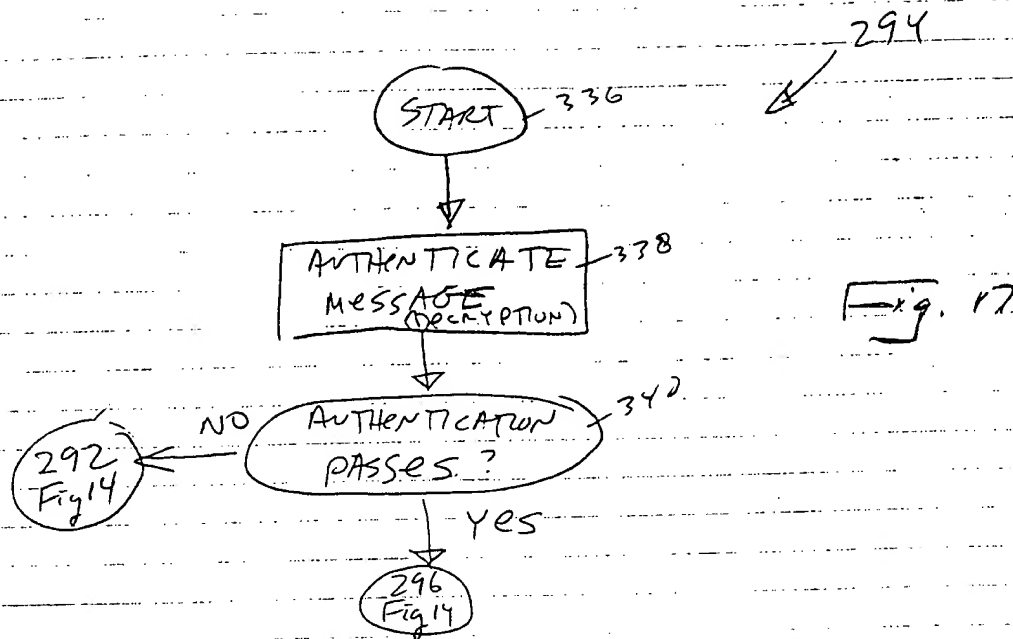 294
START
336
AUTHENTICATE
338
MESSAGE
(DECRYPTION)
Fig. 17
AUTHENTICATION
340
PASSES?
NO
292
Fig 14
Yes
296
Fig 14